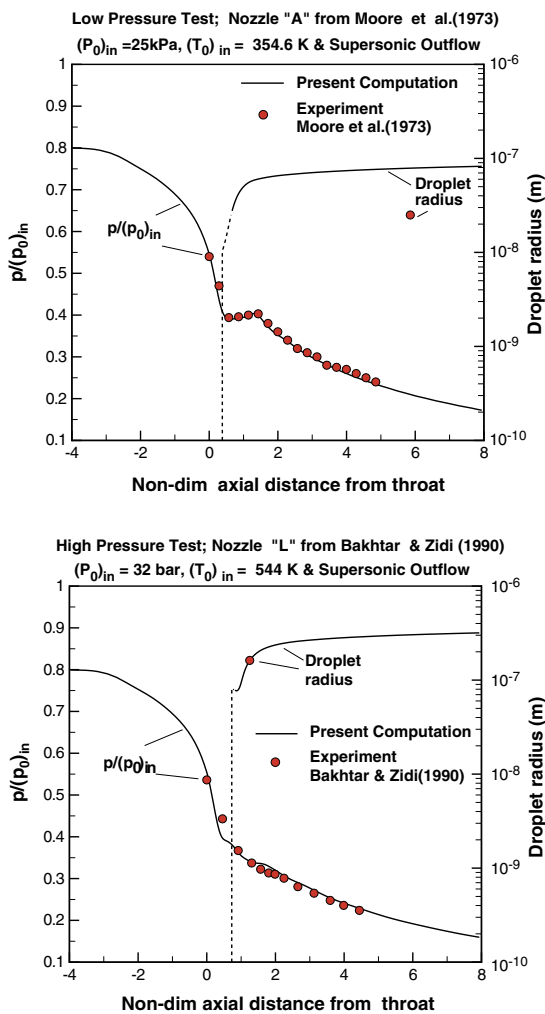 Low Pressure Test; Nozzle "A" from Moore et al.(1973)
(P0)in =25kPa, (T0) in = 354.6 K & Supersonic Outflow
1
0.9
0.8
0.7
0.6
0.5
0.4
0.3
0.2
0.1
p/(p0)in
Present Computation
Experiment
Moore et al.(1973)
Droplet
radius
p/(p0)in
10-6
10-7
10-8
10-9
10-10
Droplet radius (m)
-4 -2 0 2 4 6 8
Non-dim axial distance from throat
High Pressure Test; Nozzle "L" from Bakhtar & Zidi (1990)
(P0)in = 32 bar, (T0) in = 544 K & Supersonic Outflow
1
0.9
0.8
0.7
0.6
0.5
0.4
0.3
0.2
0.1
p/(p0)in
Droplet
radius
Present Computation
Experiment
Bakhtar & Zidi(1990)
p/(p0)in
10-6
10-7
10-8
10-9
10-10
Droplet radius (m)
-4 -2 0 2 4 6 8
Non-dim axial distance from throat